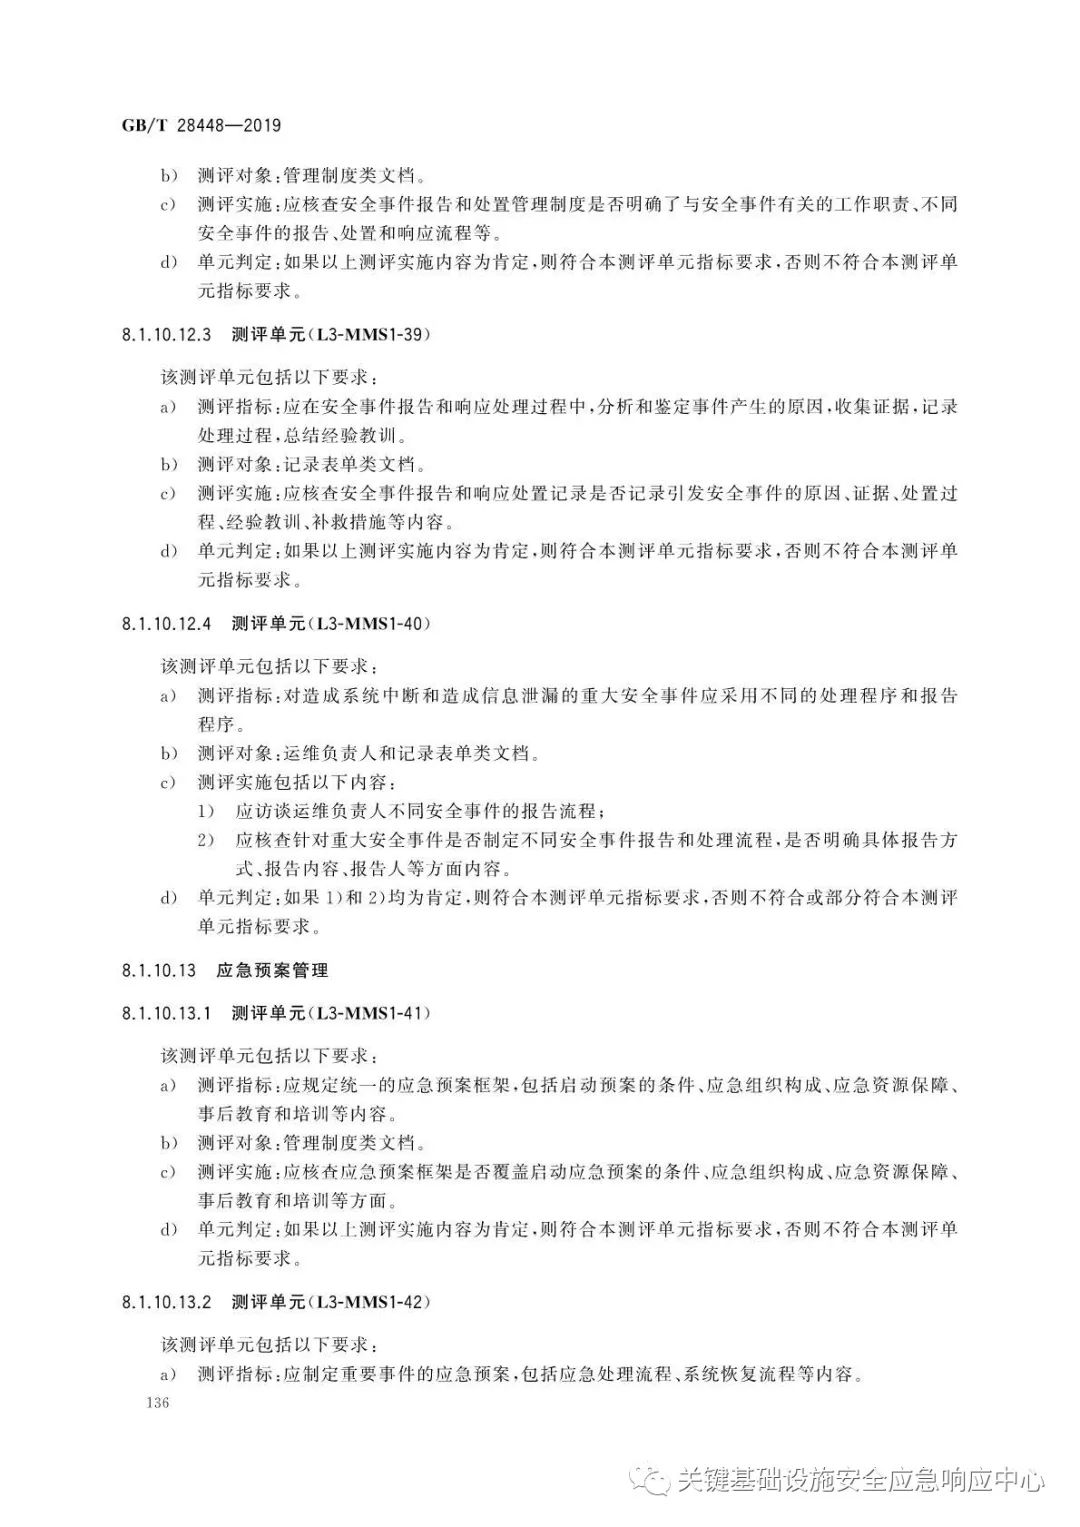 GB/T 28448—2019
b) 测评对象:管理制度类文档。
c) 测评实施:应核查安全事件报告和处置管理制度是否明确了与安全事件有关的工作职责、不同
安全事件的报告、处置和响应流程等。
d) 单元判定:如果以上测评实施内容为肯定,则符合本测评单元指标要求,否则不符合本测评单
元指标要求。
8.1.10.12.3 测评单元(L3-MMS1-39)
该测评单元包括以下要求:
a) 测评指标:应在安全事件报告和响应处理过程中,分析和鉴定事件产生的原因,收集证据,记录
处理过程,总结经验教训。
b) 测评对象:记录表单类文档。
c) 测评实施:应核查安全事件报告和响应处置记录是否记录引发安全事件的原因、证据、处置过
程、经验教训、补救措施等内容。
d) 单元判定:如果以上测评实施内容为肯定,则符合本测评单元指标要求,否则不符合本测评单
元指标要求。
8.1.10.12.4 测评单元(L3-MMS1-40)
该测评单元包括以下要求:
a) 测评指标:对造成系统中断和造成信息泄漏的重大安全事件应采用不同的处理程序和报告
程序。
b) 测评对象:运维负责人和记录表单类文档。
c) 测评实施包括以下内容:
1) 应访谈运维负责人不同安全事件的报告流程;
2) 应核查针对重大安全事件是否制定不同安全事件报告和处理流程,是否明确具体报告方
式、报告内容、报告人等方面内容。
d) 单元判定:如果 1)和 2)均为肯定,则符合本测评单元指标要求,否则不符合或部分符合本测评
单元指标要求。
8.1.10.13 应急预案管理
8.1.10.13.1 测评单元(L3-MMS1-41)
该测评单元包括以下要求:
a) 测评指标:应规定统一的应急预案框架,包括启动预案的条件、应急组织构成、应急资源保障、
事后教育和培训等内容。
b) 测评对象:管理制度类文档。
c) 测评实施:应核查应急预案框架是否覆盖启动应急预案的条件、应急组织构成、应急资源保障、
事后教育和培训等方面。
d) 单元判定:如果以上测评实施内容为肯定,则符合本测评单元指标要求,否则不符合本测评单
元指标要求。
8.1.10.13.2 测评单元(L3-MMS1-42)
该测评单元包括以下要求:
a) 测评指标:应制定重要事件的应急预案,包括应急处理流程、系统恢复流程等内容。
136
关键基础设施安全应急响应中心